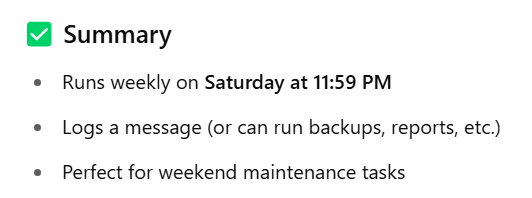 Summary
Runs weekly on Saturday at 11:59 PM
Logs a message (or can run backups, reports, etc.)
Perfect for weekend maintenance tasks